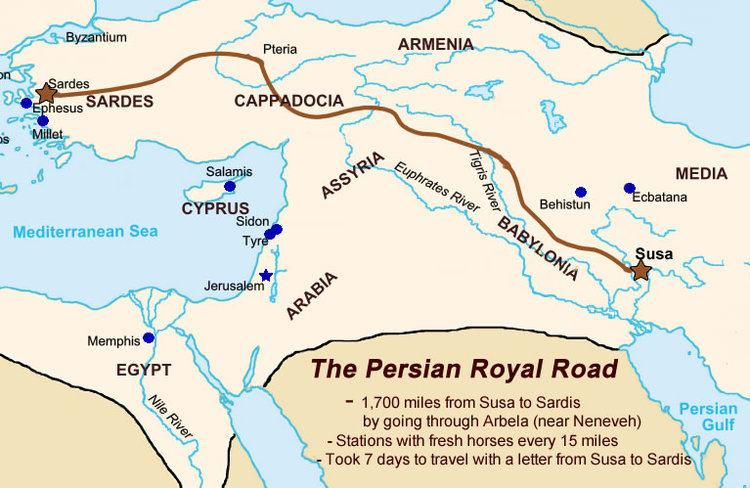 Byzantium
Pteria
ARMENIA
on
Sardes
SARDES
CAPPADOCIA
Ephesus
Millet
os
Salamis
CYPRUS
ASSYRIA
Euphrates River
Tigris River
MEDIA
Behistun
Ecbatana
Mediterranean Sea
Sidon
Tyre
BABYLONIA
Susa
Jerusalem
ARABIA
Memphis
EGYPT
Nile River
The Persian Royal Road
- 1,700 miles from Susa to Sardis
by going through Arbela (near Neneveh)
- Stations with fresh horses every 15 miles
- Took 7 days to travel with a letter from Susa to Sardis
Persian
Gulf